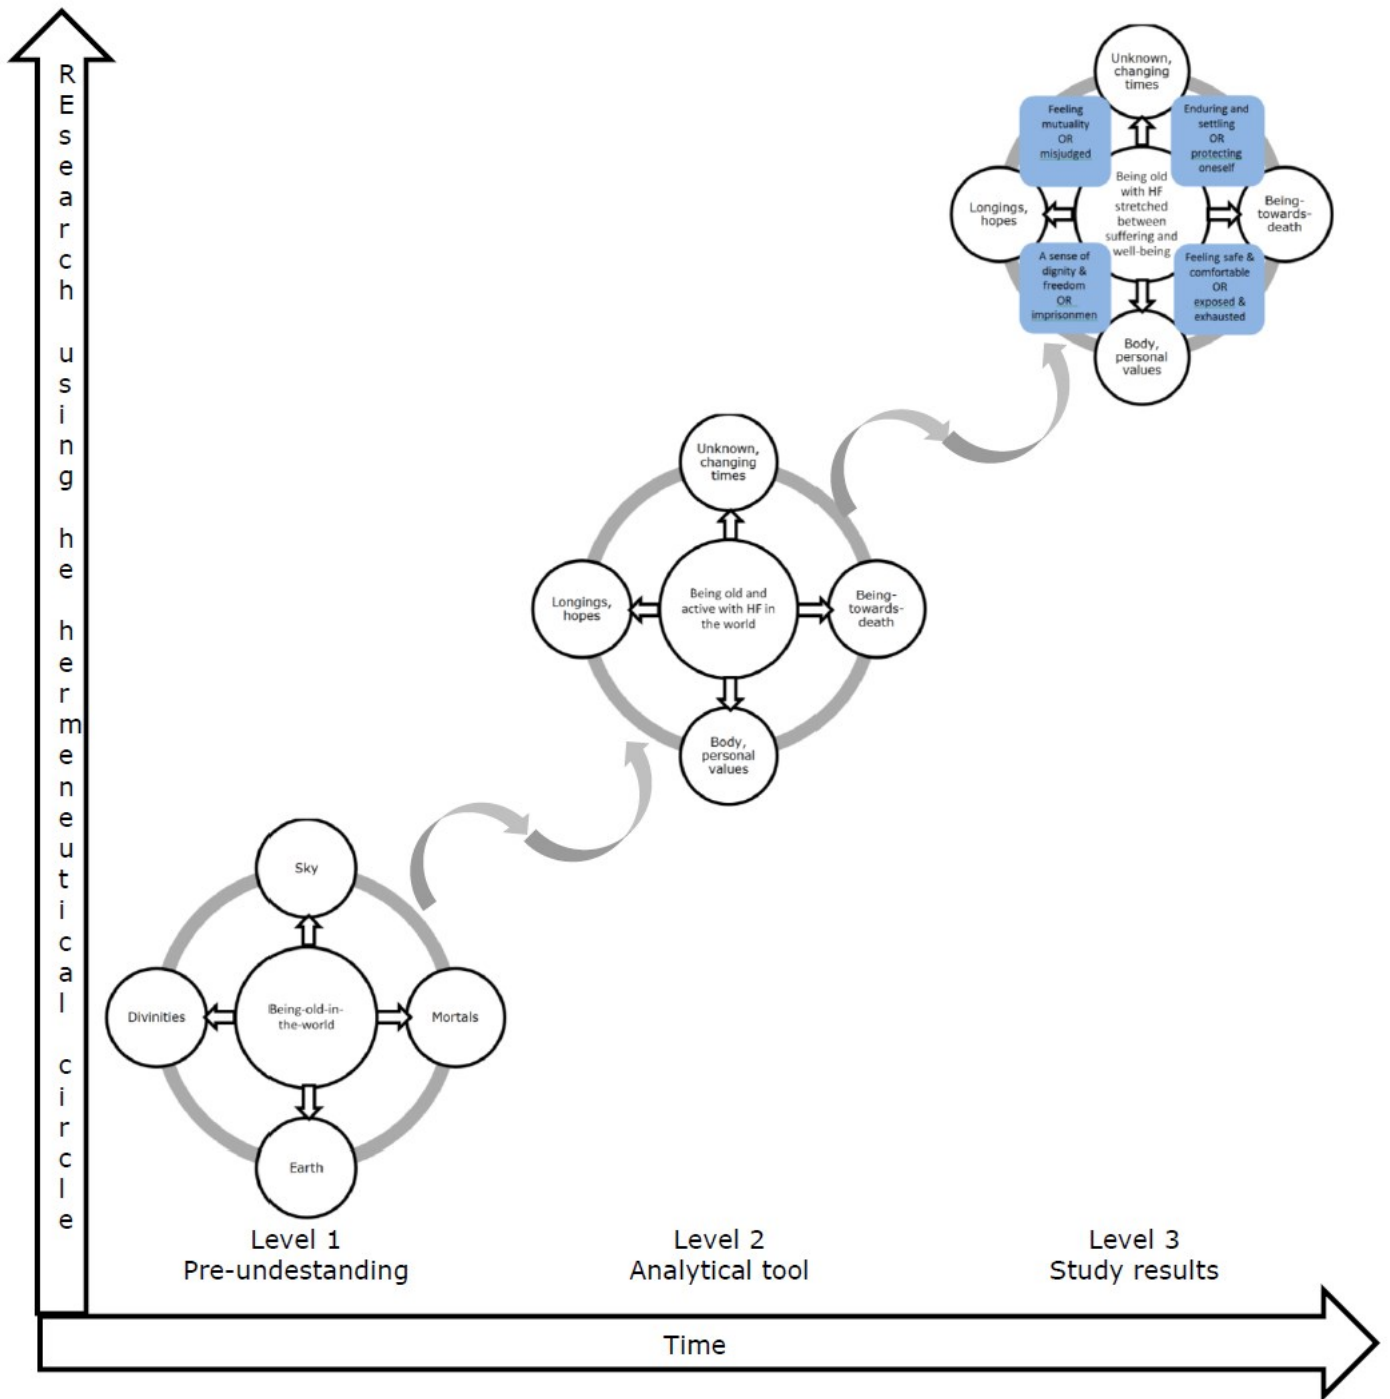 REsearch using he hermeneutical circle
Unknown,
changing
times
Feeling
mutuality
OR
misjudged
Enduring and
settling
OR
protecting
oneself
Longings,
hopes
Being old
with HF
stretched
between
suffering and
well-being
Being-
towards-
death
A sense of
dignity &
freedom
OR
imprisonmen
Feeling safe &
comfortable
OR
exposed &
exhausted
Body,
personal
values
Unknown,
changing
times
Longings,
hopes
Being old and
active with HF in
the world
Being-
towards-
death
Body,
personal
values
Sky
Divinities
Being-old-in-
the-world
Mortals
Earth
Level 1
Pre-undestanding
Level 2
Analytical tool
Level 3
Study results
Time